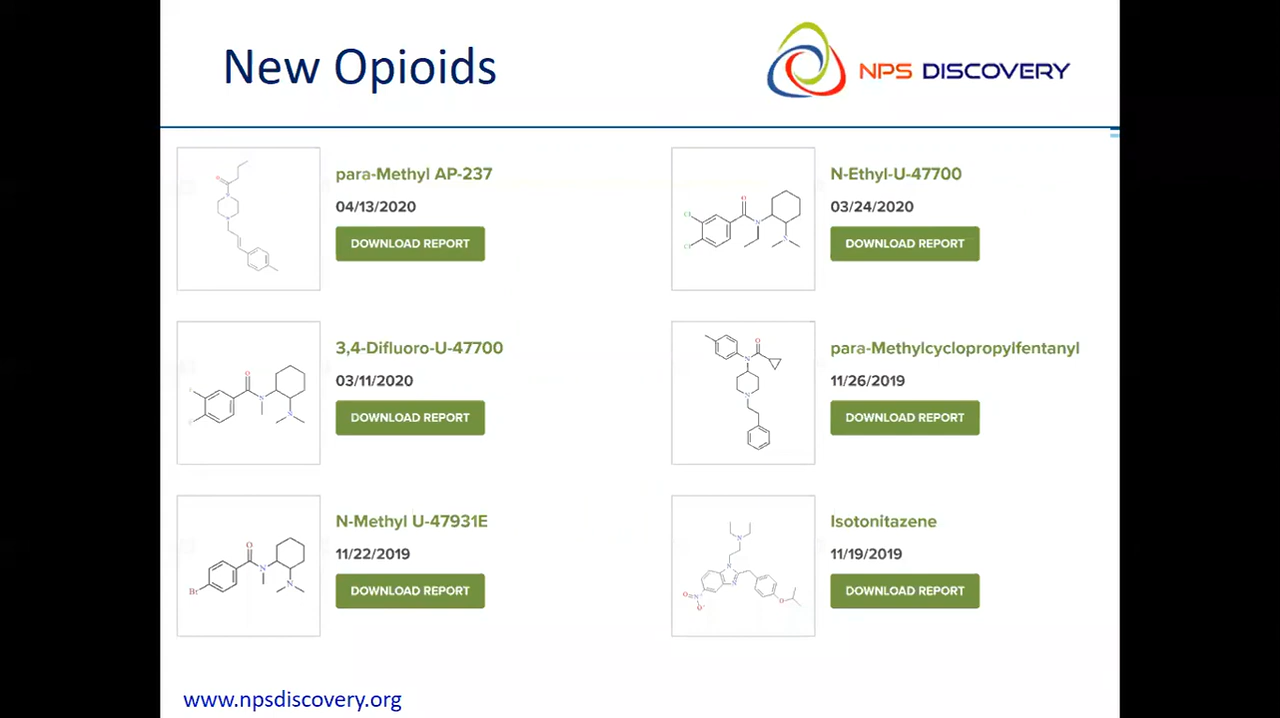 New Opioids
NPS DISCOVERY
para-Methyl AP-237
04/13/2020
DOWNLOAD REPORT
N-Ethyl-U-47700
03/24/2020
DOWNLOAD REPORT
3,4-Difluoro-U-47700
03/11/2020
DOWNLOAD REPORT
para-Methylcyclopropylfentanyl
11/26/2019
DOWNLOAD REPORT
N-Methyl U-47931E
11/22/2019
DOWNLOAD REPORT
Isotonitazene
11/19/2019
DOWNLOAD REPORT
www.npsdiscovery.org